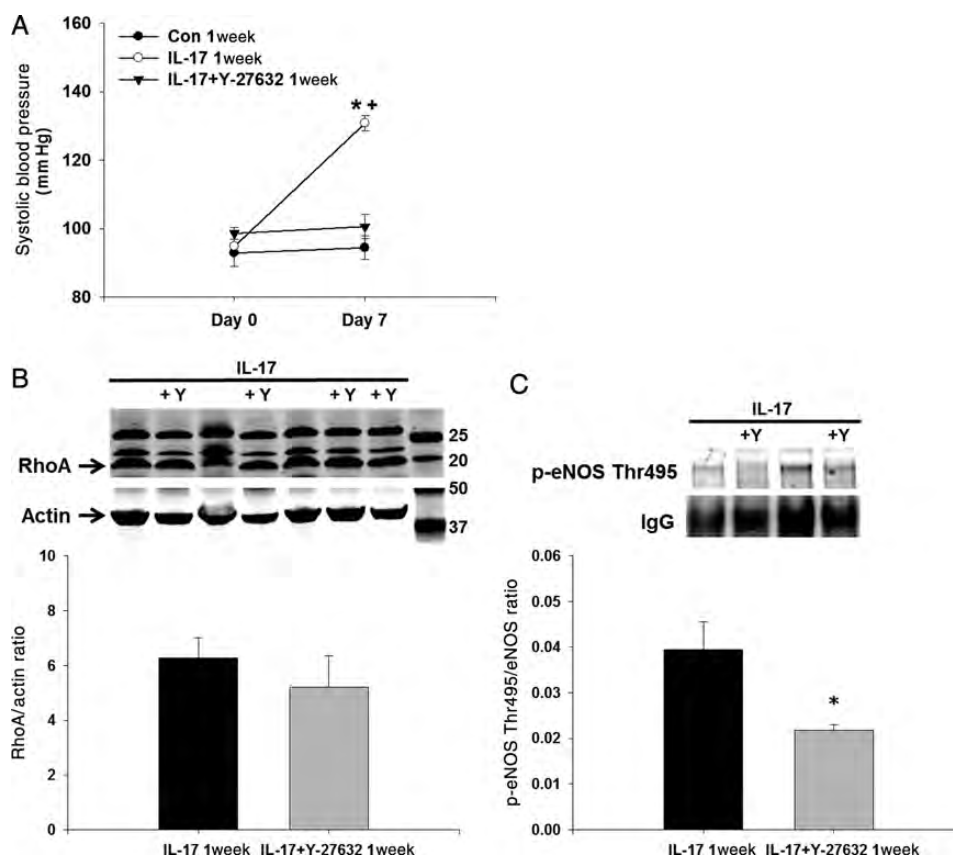 A
160
140
120
100
80
Systolic blood pressure
(mm Hg)
Con 1week
IL-17 1week
IL-17+Y-27632 1week
* +
Day 0
Day 7
B
IL-17
+ Y
+ Y
+ Y
+ Y
RhoA
Actin
25
20
50
37
10
8
6
4
2
0
RhoA/actin ratio
IL-17 1week
IL-17+Y-27632 1week
C
IL-17
+Y
+Y
p-eNOS Thr495
IgG
0.06
0.05
0.04
0.03
0.02
0.01
0.00
p-eNOS Thr495/eNOS ratio
*
IL-17 1week
IL-17+Y-27632 1week